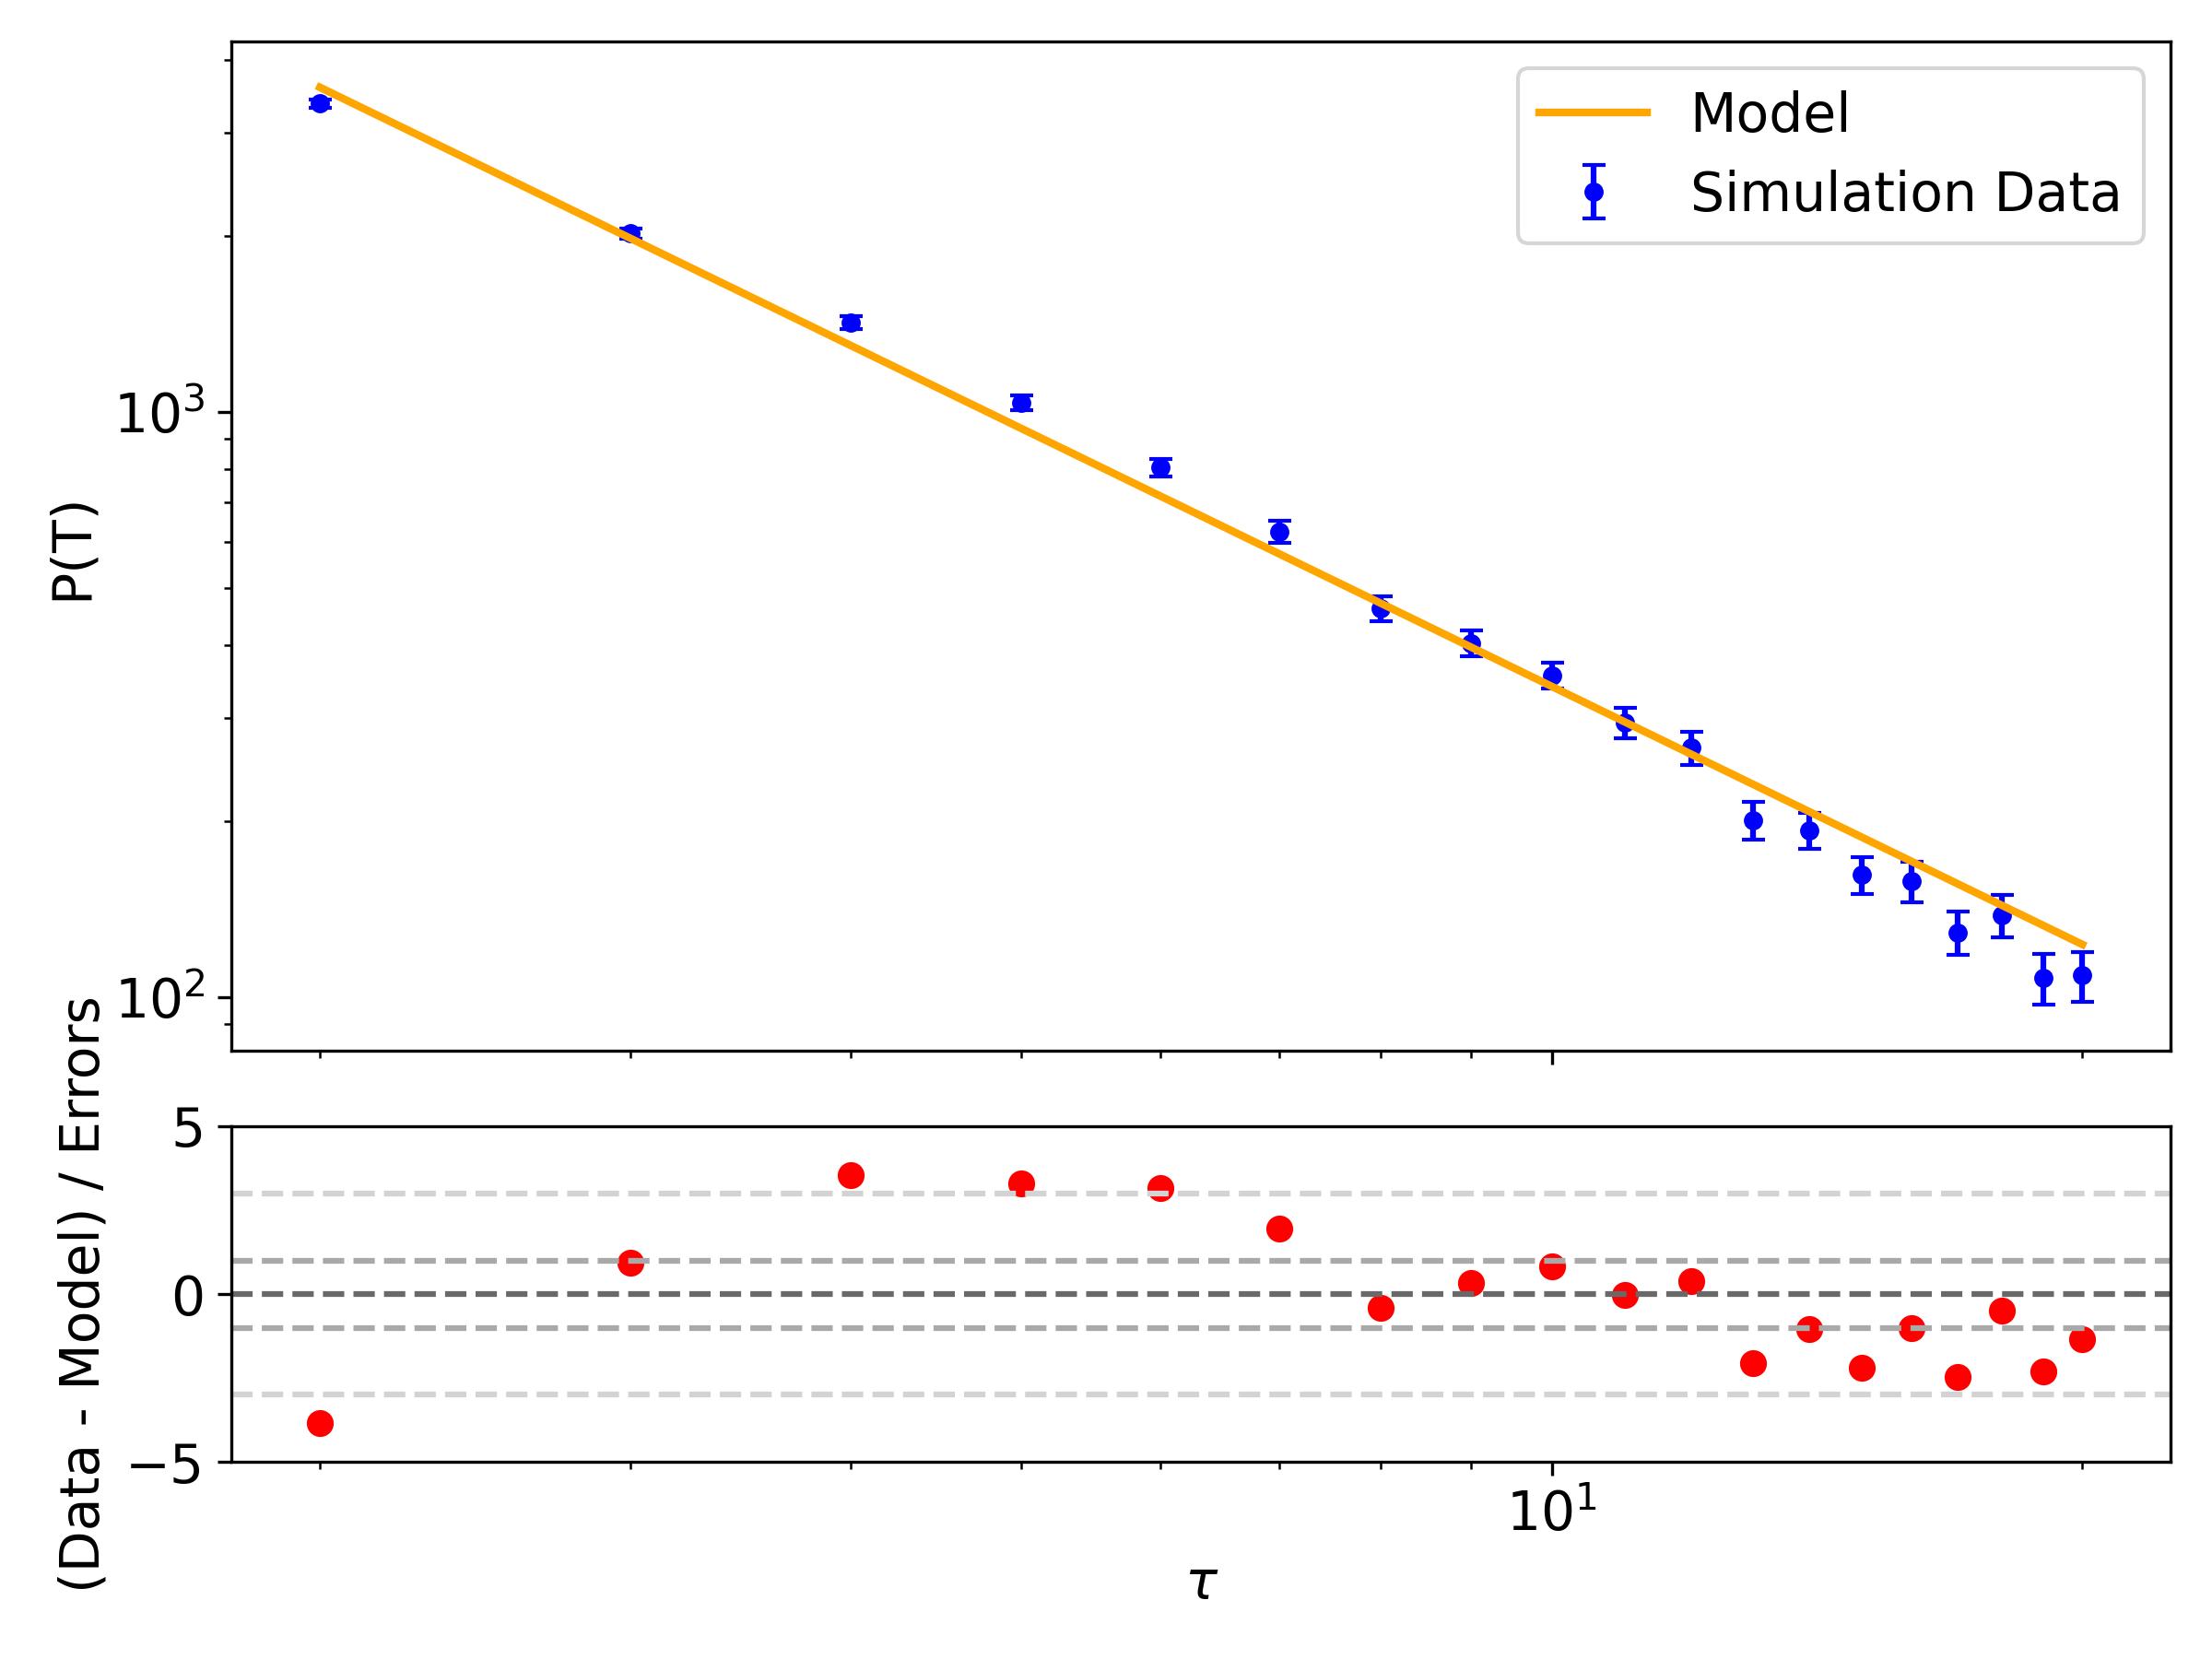 Model
Simulation Data
P(T)
10³
10²
(Data - Model) / Errors
5
0
−5
10¹
τ